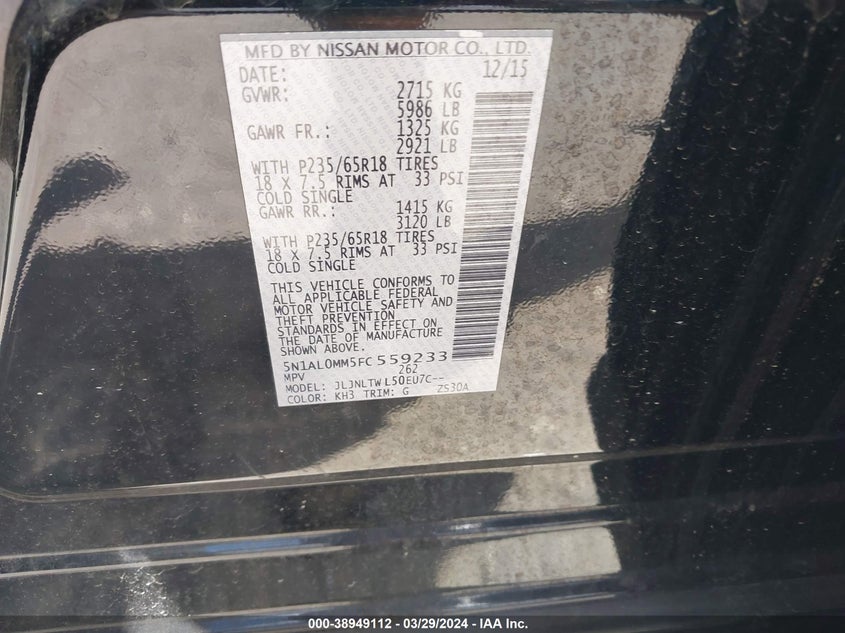 MFD BY NISSAN MOTOR CO., LTD.
DATE: 12/15
GVWR: 2715 KG
5986 LB
GAWR FR.: 1325 KG
2921 LB
WITH P235/65R18 TIRES
18 X 7.5 RIMS AT 33 PSI
COLD SINGLE
GAWR RR.: 1415 KG
3120 LB
WITH P235/65R18 TIRES
18 X 7.5 RIMS AT 33 PSI
COLD SINGLE
THIS VEHICLE CONFORMS TO
ALL APPLICABLE FEDERAL
MOTOR VEHICLE SAFETY AND
THEFT PREVENTION
STANDARDS IN EFFECT ON
THE DATE OF MANUFACTURE
SHOWN ABOVE.
5N1AL0MM5FC559233
MPV 262
MODEL: JLJNLTWL50EU7C--
COLOR: KH3 TRIM: G ZS30A
000-38949112 - 03/29/2024 - IAA Inc.